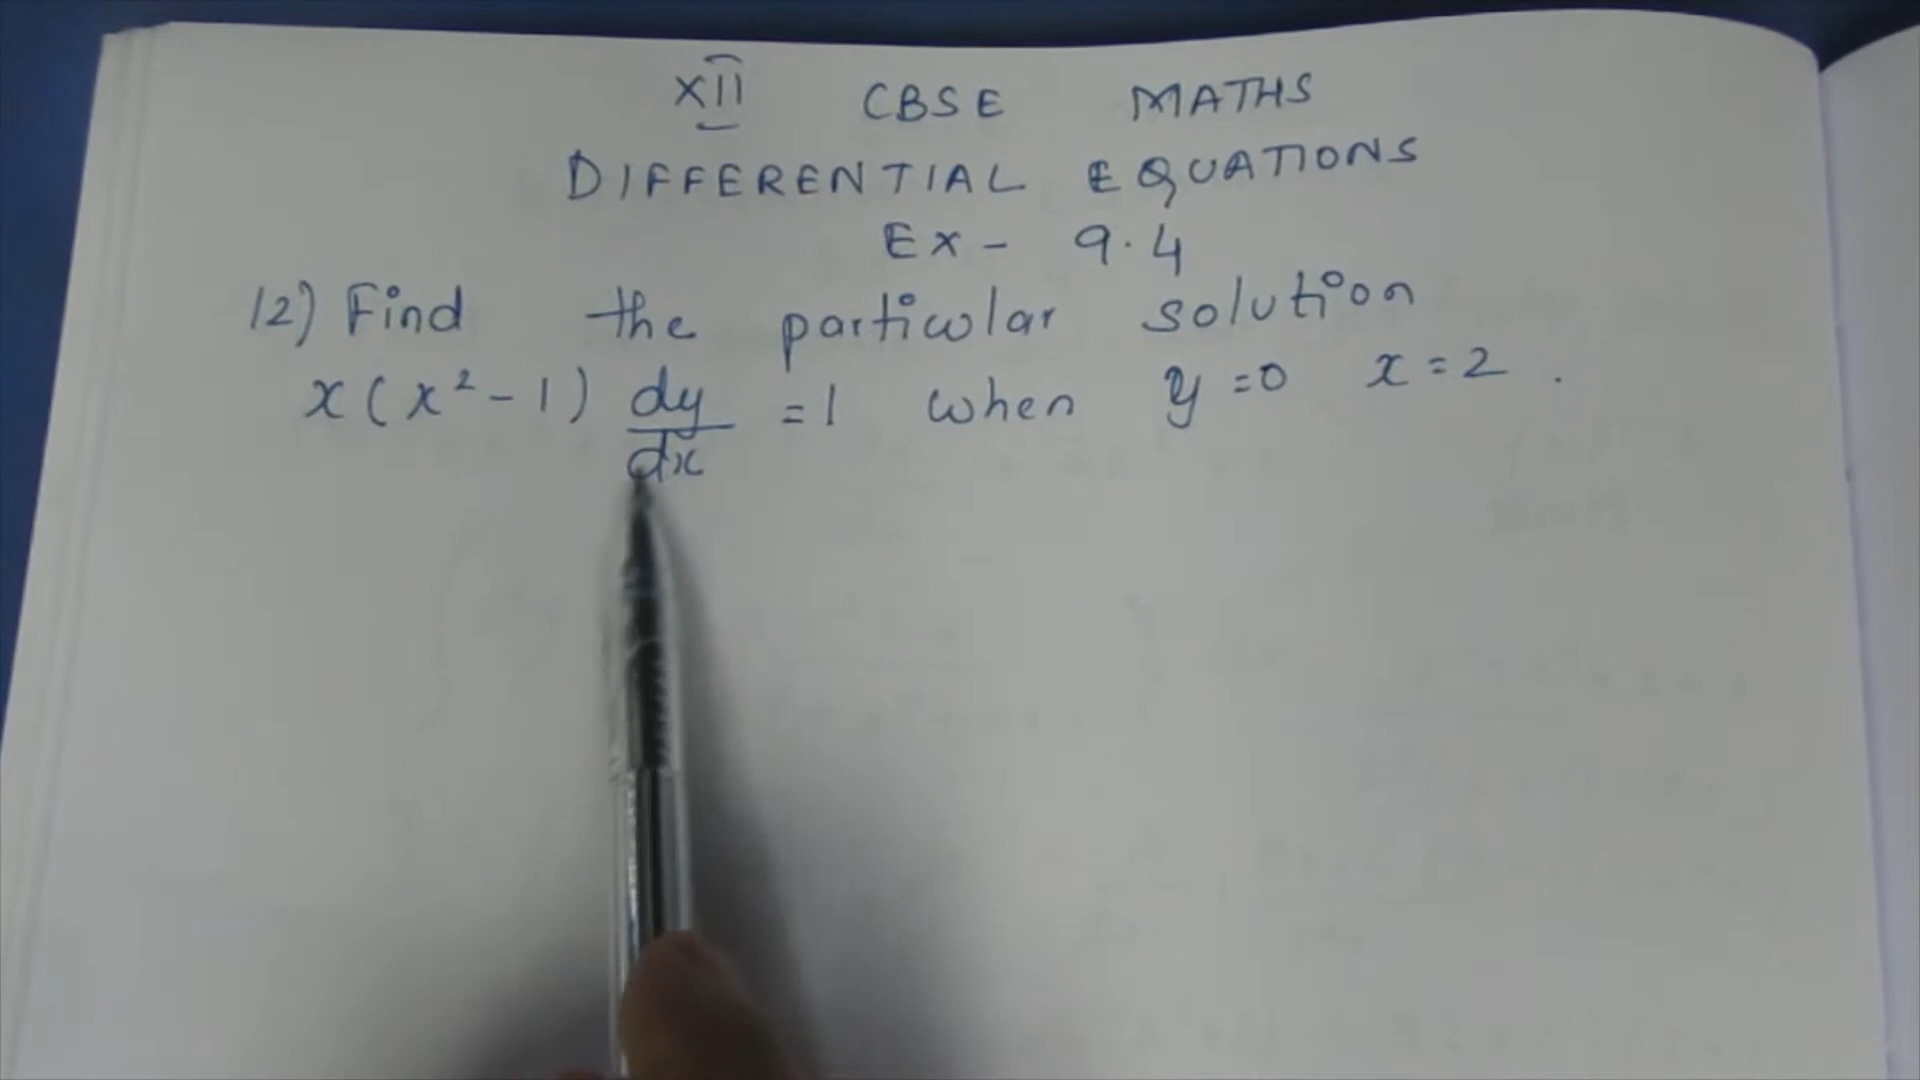 XII CBSE MATHS
DIFFERENTIAL EQUATIONS
Ex - 9.4
12) Find the particular solution
x(x²-1) dy/dx =1 when y=0 x=2.